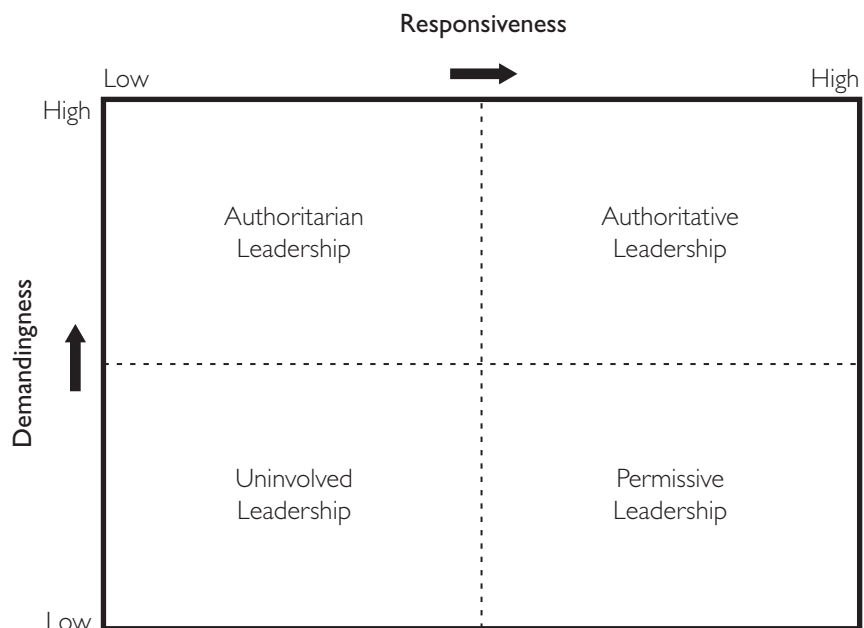 Responsiveness
Low
High
High
Authoritarian
Leadership
Authoritative
Leadership
Demandingness
Uninvolved
Leadership
Permissive
Leadership
Low